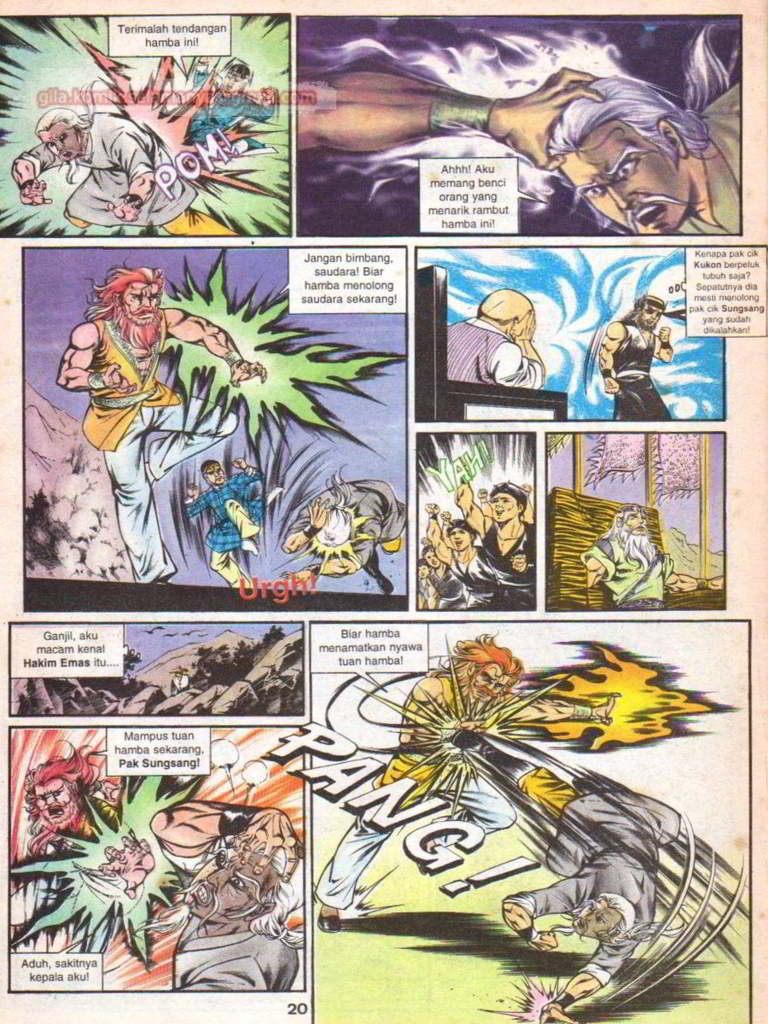 Terimalah tendangan
hamba ini!
POM!
Ahhh! Aku
memang benci
orang yang
menarik rambut
hamba ini!
Jangan bimbang,
saudara! Biar
hamba menolong
saudara sekarang!
Urgh!
Kenapa pak cik
Kukon berpeluk
tubuh saja?
Sepatutnya dia
mesti menolong
pak cik Sungsang
yang sudah
dikalahkan!
YAH!
Ganjil, aku
macam kenal
Hakim Emas itu....
Biar hamba
menamatkan nyawa
tuan hamba!
PANG!
Mampus tuan
hamba sekarang,
Pak Sungsang!
Aduh, sakitnya
kepala aku!
20